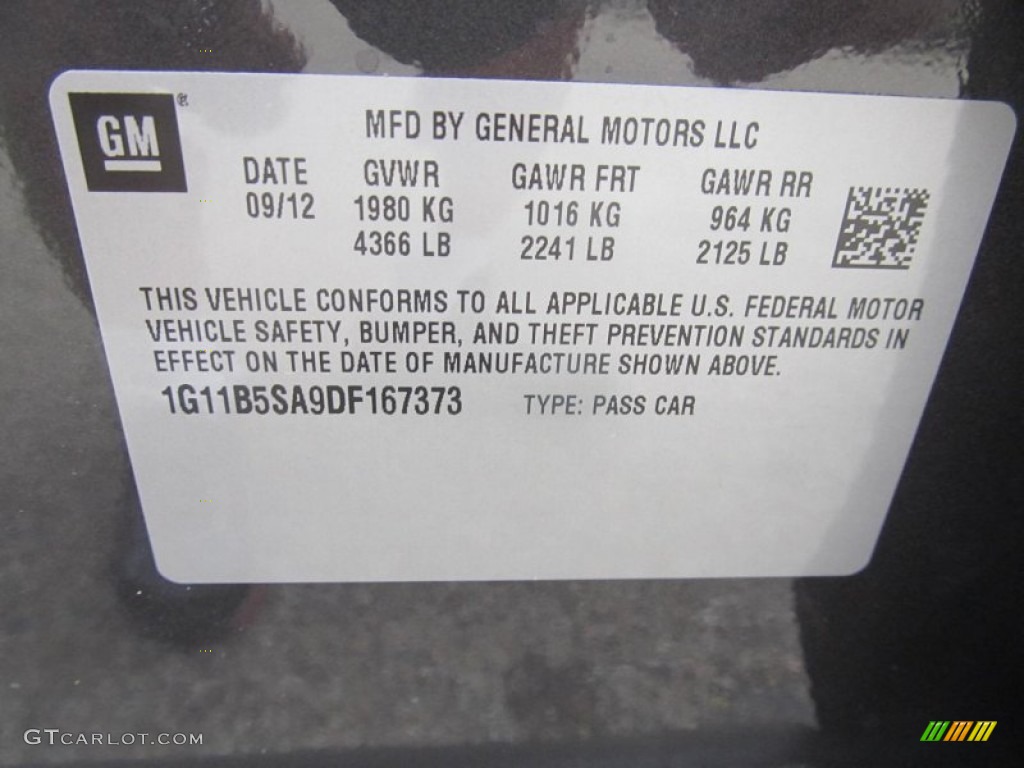 GM ®
MFD BY GENERAL MOTORS LLC
DATE GVWR GAWR FRT GAWR RR
09/12 1980 KG 1016 KG 964 KG
4366 LB 2241 LB 2125 LB
THIS VEHICLE CONFORMS TO ALL APPLICABLE U.S. FEDERAL MOTOR
VEHICLE SAFETY, BUMPER, AND THEFT PREVENTION STANDARDS IN
EFFECT ON THE DATE OF MANUFACTURE SHOWN ABOVE.
1G11B5SA9DF167373 TYPE: PASS CAR
GTCARLOT.COM